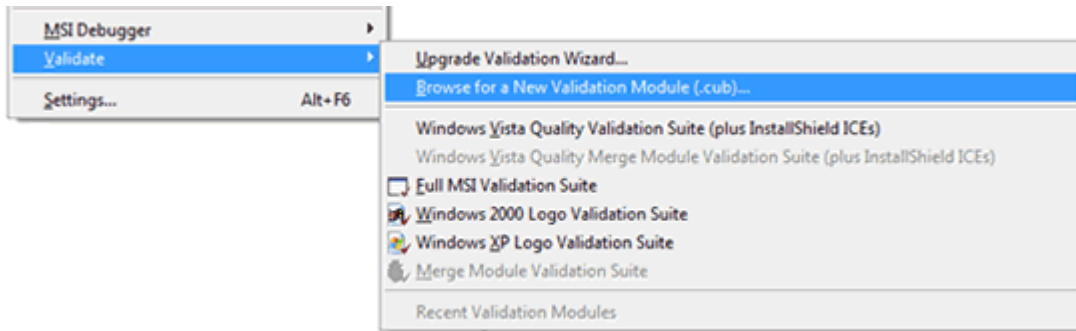 MSI Debugger
Validate
Settings... Alt+F6
Upgrade Validation Wizard...
Browse for a New Validation Module (.cub)...
Windows Vista Quality Validation Suite (plus InstallShield ICEs)
Windows Vista Quality Merge Module Validation Suite (plus InstallShield ICEs)
Full MSI Validation Suite
Windows 2000 Logo Validation Suite
Windows XP Logo Validation Suite
Merge Module Validation Suite
Recent Validation Modules